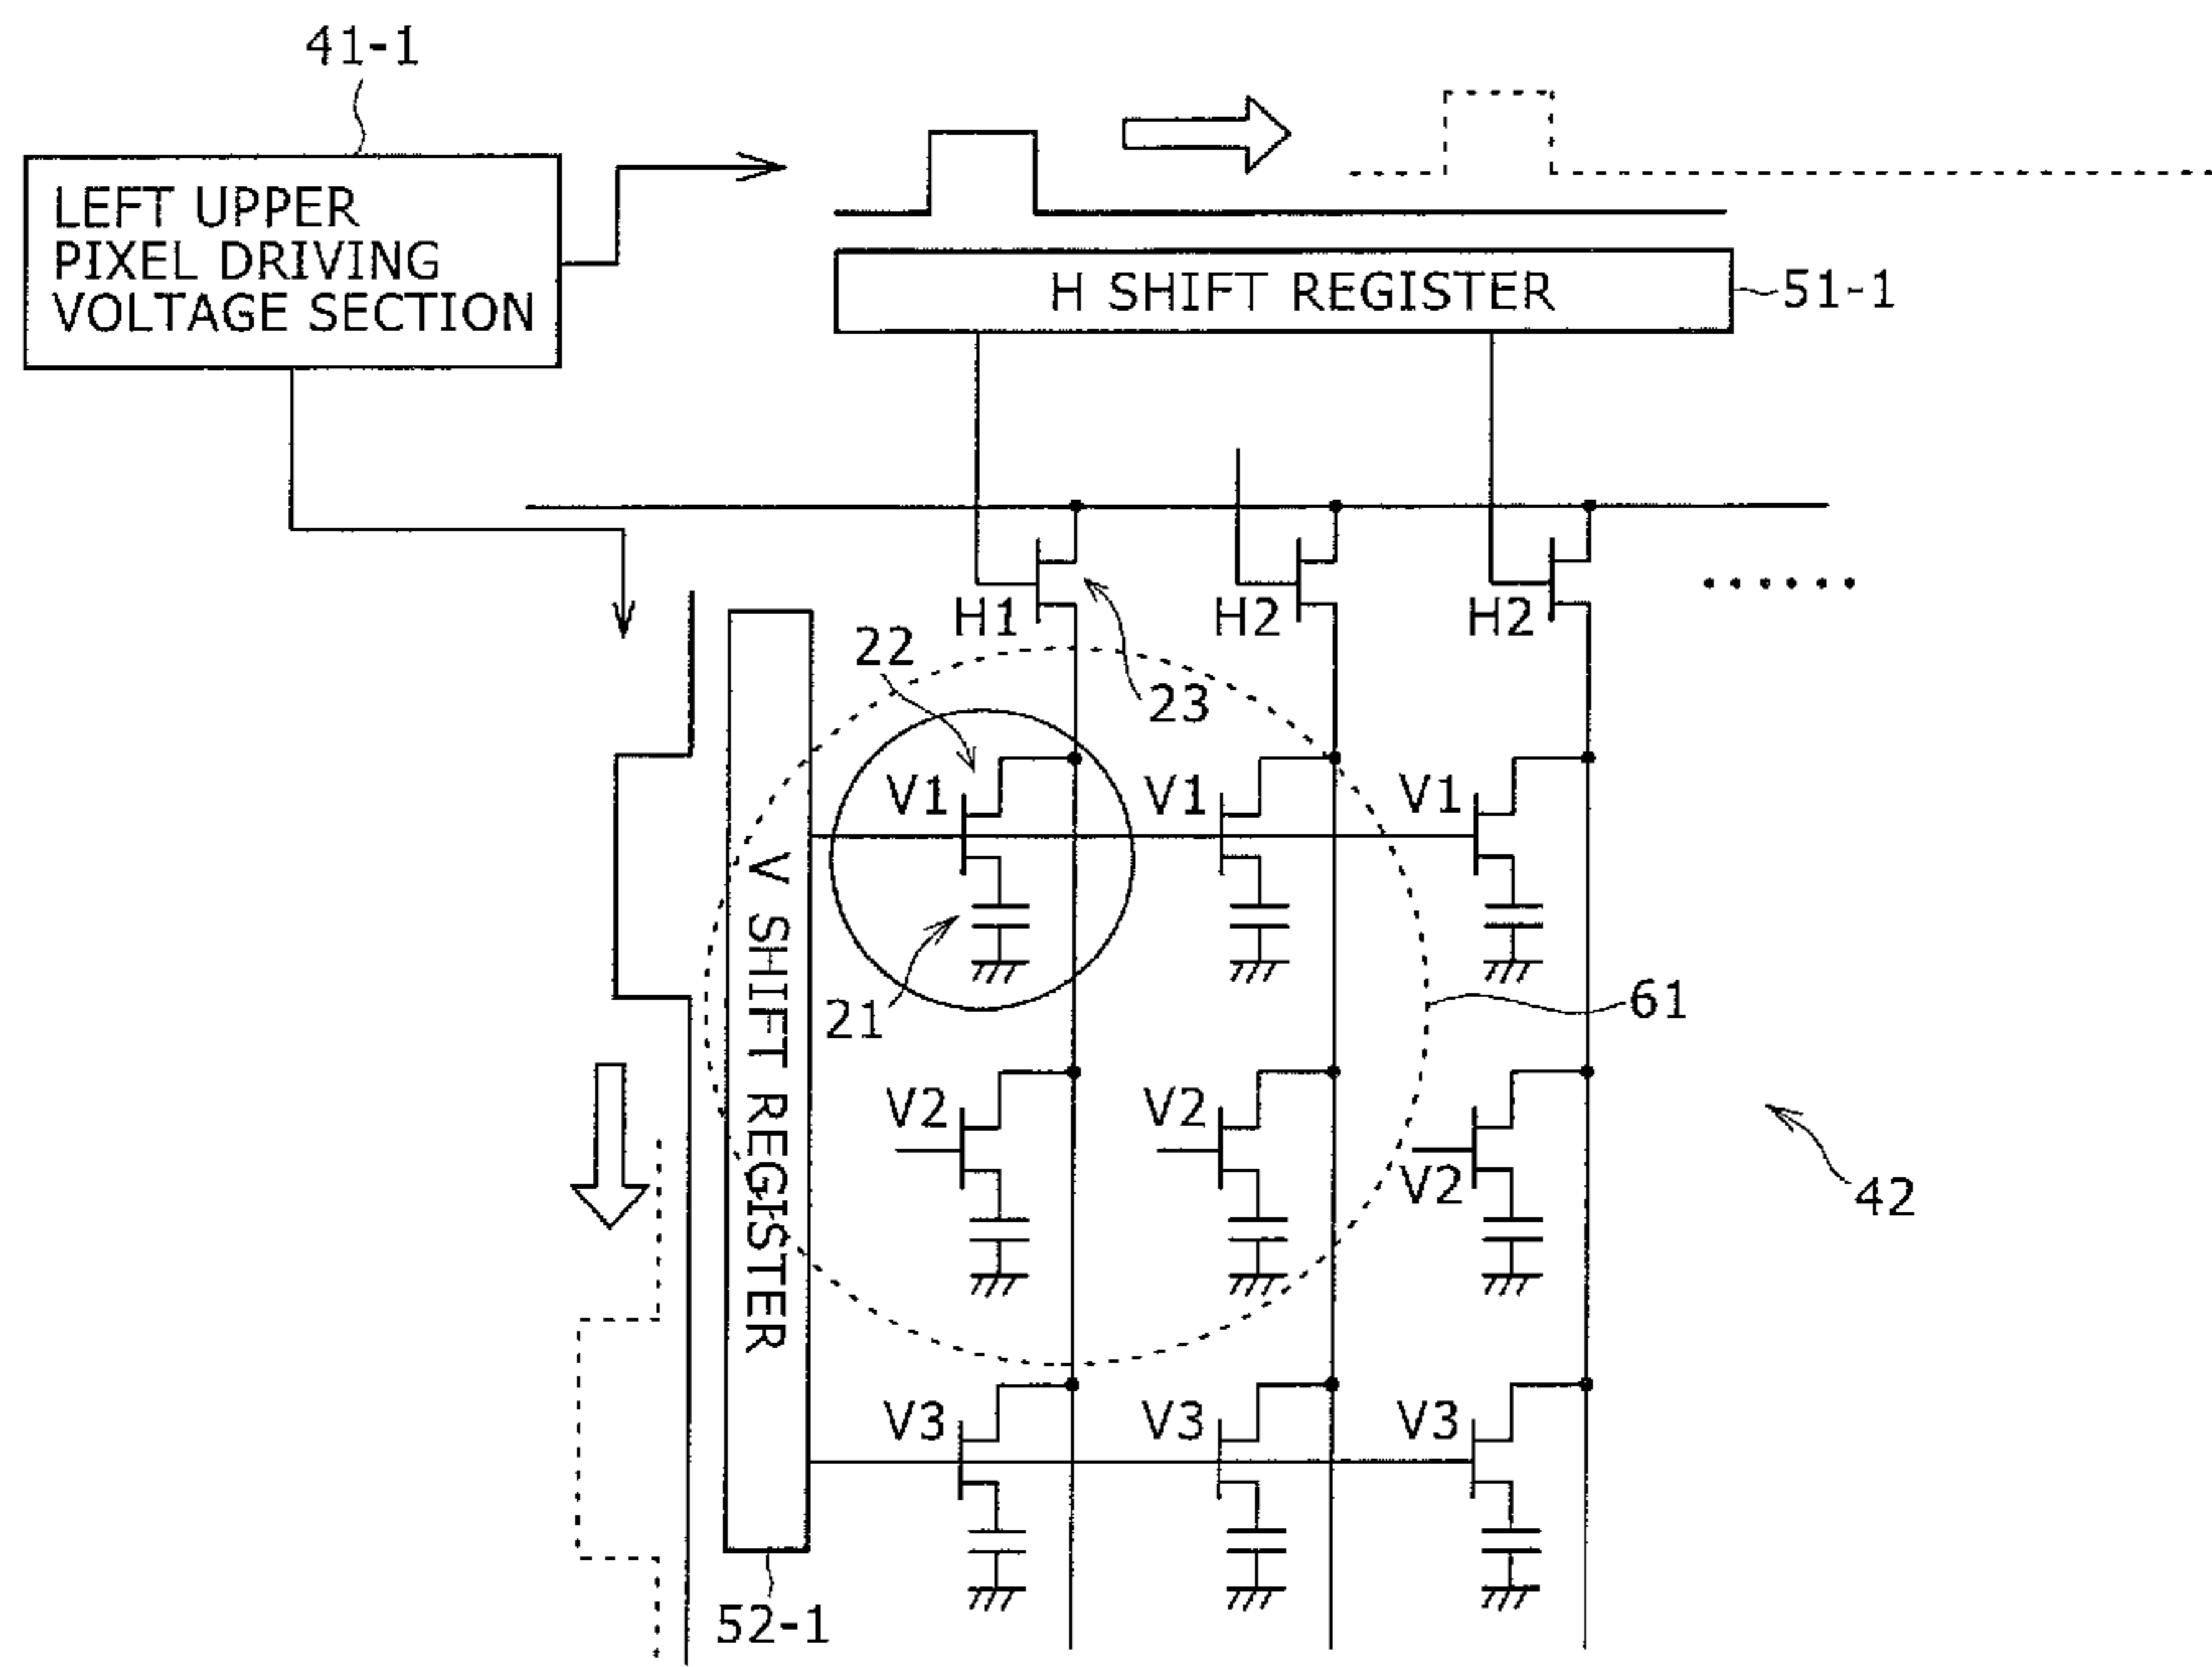 41-1
LEFT UPPER
PIXEL DRIVING
VOLTAGE SECTION
H SHIFT REGISTER
51-1
H1
H2
H2
......
22
23
V1
V1
V1
V SHIFT REGISTER
21
61
V2
V2
V2
42
V3
V3
V3
52-1